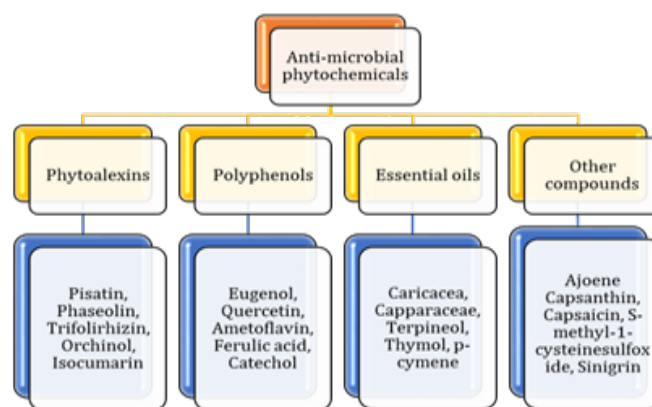 Anti-microbial
phytochemicals
Phytoalexins
Polyphenols
Essential oils
Other
compounds
Pisatin,
Phaseolin,
Trifolirhizin,
Orchinol,
Isocumarin
Eugenol,
Quercetin,
Ametoflavin,
Ferulic acid,
Catechol
Caricacea,
Capparaceae,
Terpineol,
Thymol, p-
cymene
Ajoene
Capsanthin,
Capsaicin, S-
methyl-1-
cysteinesulfox
ide, Sinigrin